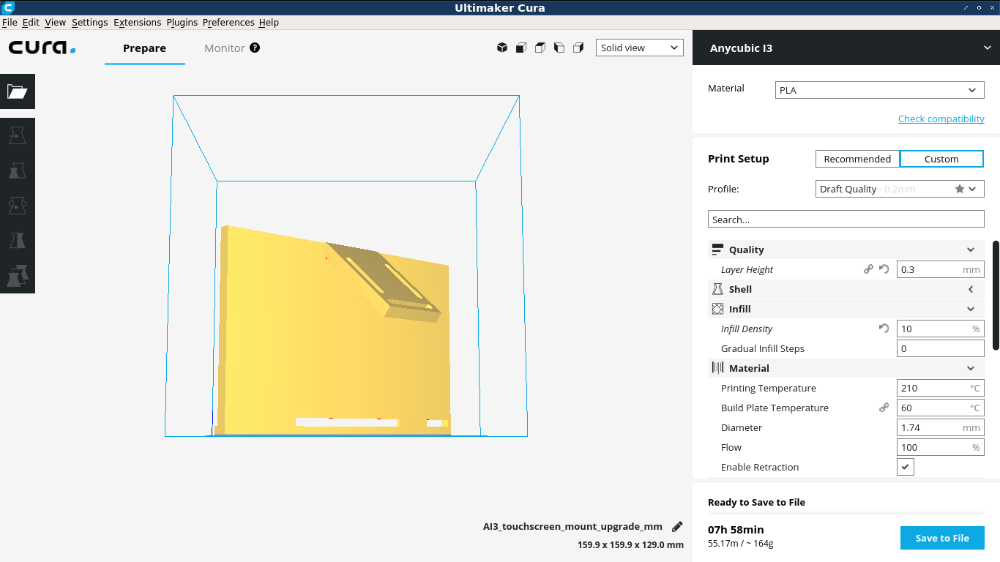 Ultimaker Cura
File Edit View Settings Extensions Plugins Preferences Help
cura.
Prepare
Monitor ?
Solid view
Anycubic I3
Material
PLA
Check compatibility
Print Setup
Recommended
Custom
Profile:
Draft Quality - 0.2mm
Search...
Quality
Layer Height
0.3 mm
Shell
Infill
Infill Density
10 %
Gradual Infill Steps
0
Material
Printing Temperature
210 °C
Build Plate Temperature
60 °C
Diameter
1.74 mm
Flow
100 %
Enable Retraction
Ready to Save to File
07h 58min
55.17m / ~ 164g
Save to File
AI3_touchscreen_mount_upgrade_mm
159.9 x 159.9 x 129.0 mm